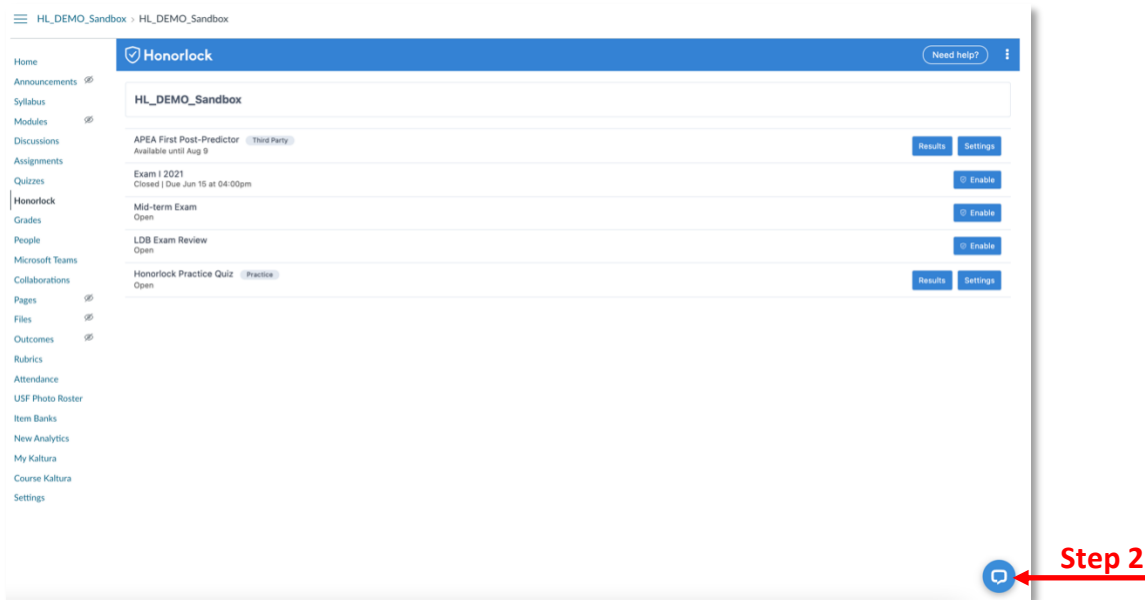 HL_DEMO_Sandbox > HL_DEMO_Sandbox
Honorlock
Need help?
Home
Announcements
Syllabus
Modules
Discussions
Assignments
Quizzes
Honorlock
Grades
People
Microsoft Teams
Collaborations
Pages
Files
Outcomes
Rubrics
Attendance
USF Photo Roster
Item Banks
New Analytics
My Kaltura
Course Kaltura
Settings
HL_DEMO_Sandbox
APEA First Post-Predictor Third Party
Available until Aug 9
Results Settings
Exam I 2021
Closed | Due Jun 15 at 04:00pm
Enable
Mid-term Exam
Open
Enable
LDB Exam Review
Open
Enable
Honorlock Practice Quiz Practice
Open
Results Settings
Step 2